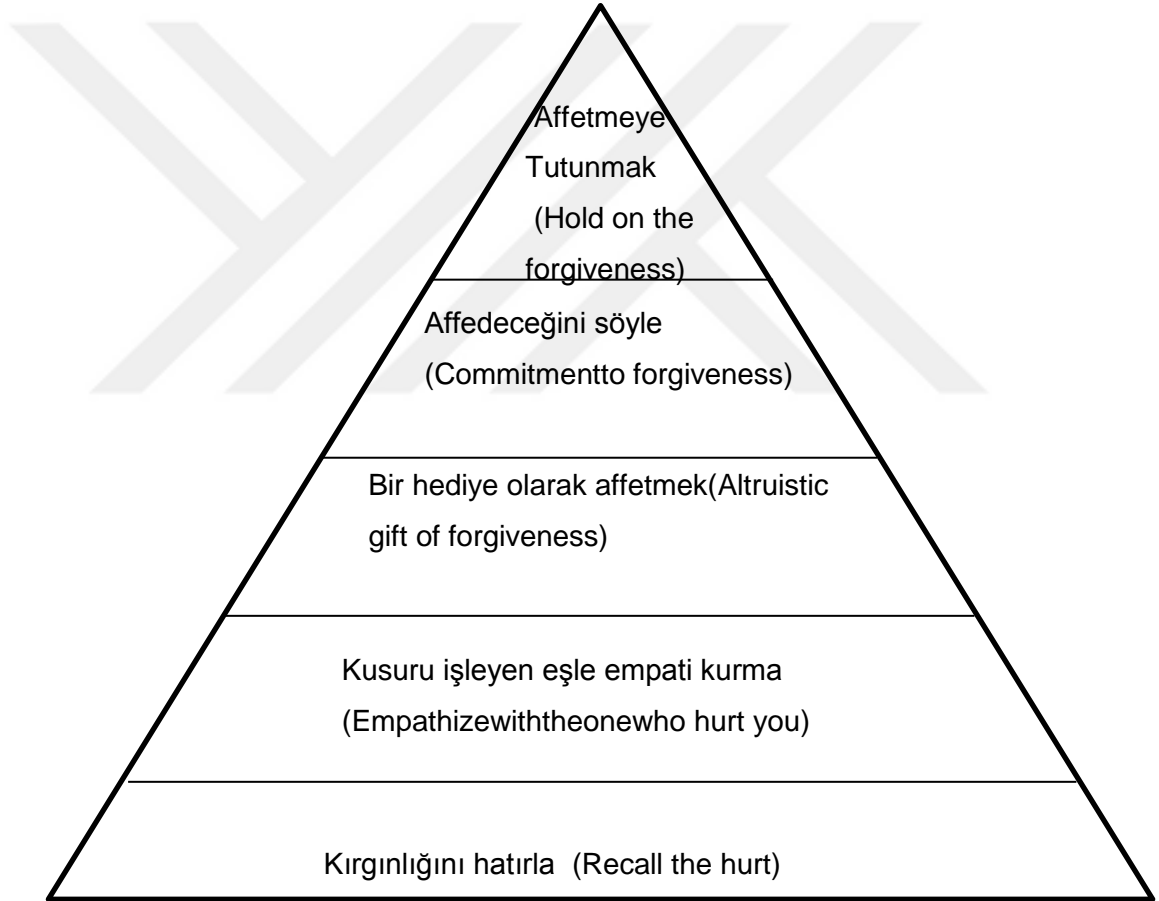 Affetmeye
Tutunmak
(Hold on the
forgiveness)
Affedeceğini söyle
(Commitmentto forgiveness)
Bir hediye olarak affetmek(Altruistic
gift of forgiveness)
Kusuru işleyen eşle empati kurma
(Empathizewiththeonewho hurt you)
Kırgınlığını hatırla (Recall the hurt)